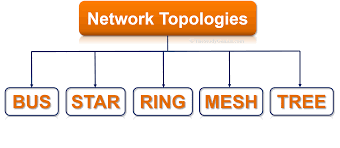 Network Topologies
BUS STAR RING MESH TREE